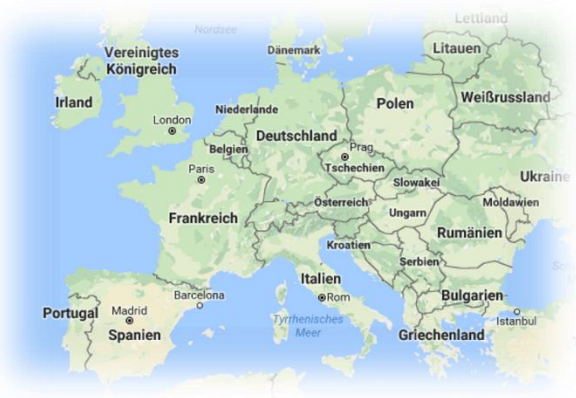 Lettland
Nordsee
Vereinigtes
Königreich
Dänemark
Litauen
Irland
Niederlande
Polen
Weißrussland
London
Deutschland
Belgien
Prag
Tschechien
Paris
Slowakei
Ukraine
Österreich
Moldawien
Frankreich
Ungarn
Rumänien
Kroatien
Serbien
Italien
Barcelona
Rom
Bulgarien
Portugal
Madrid
Tyrrhenisches
Meer
Istanbul
Spanien
Griechenland